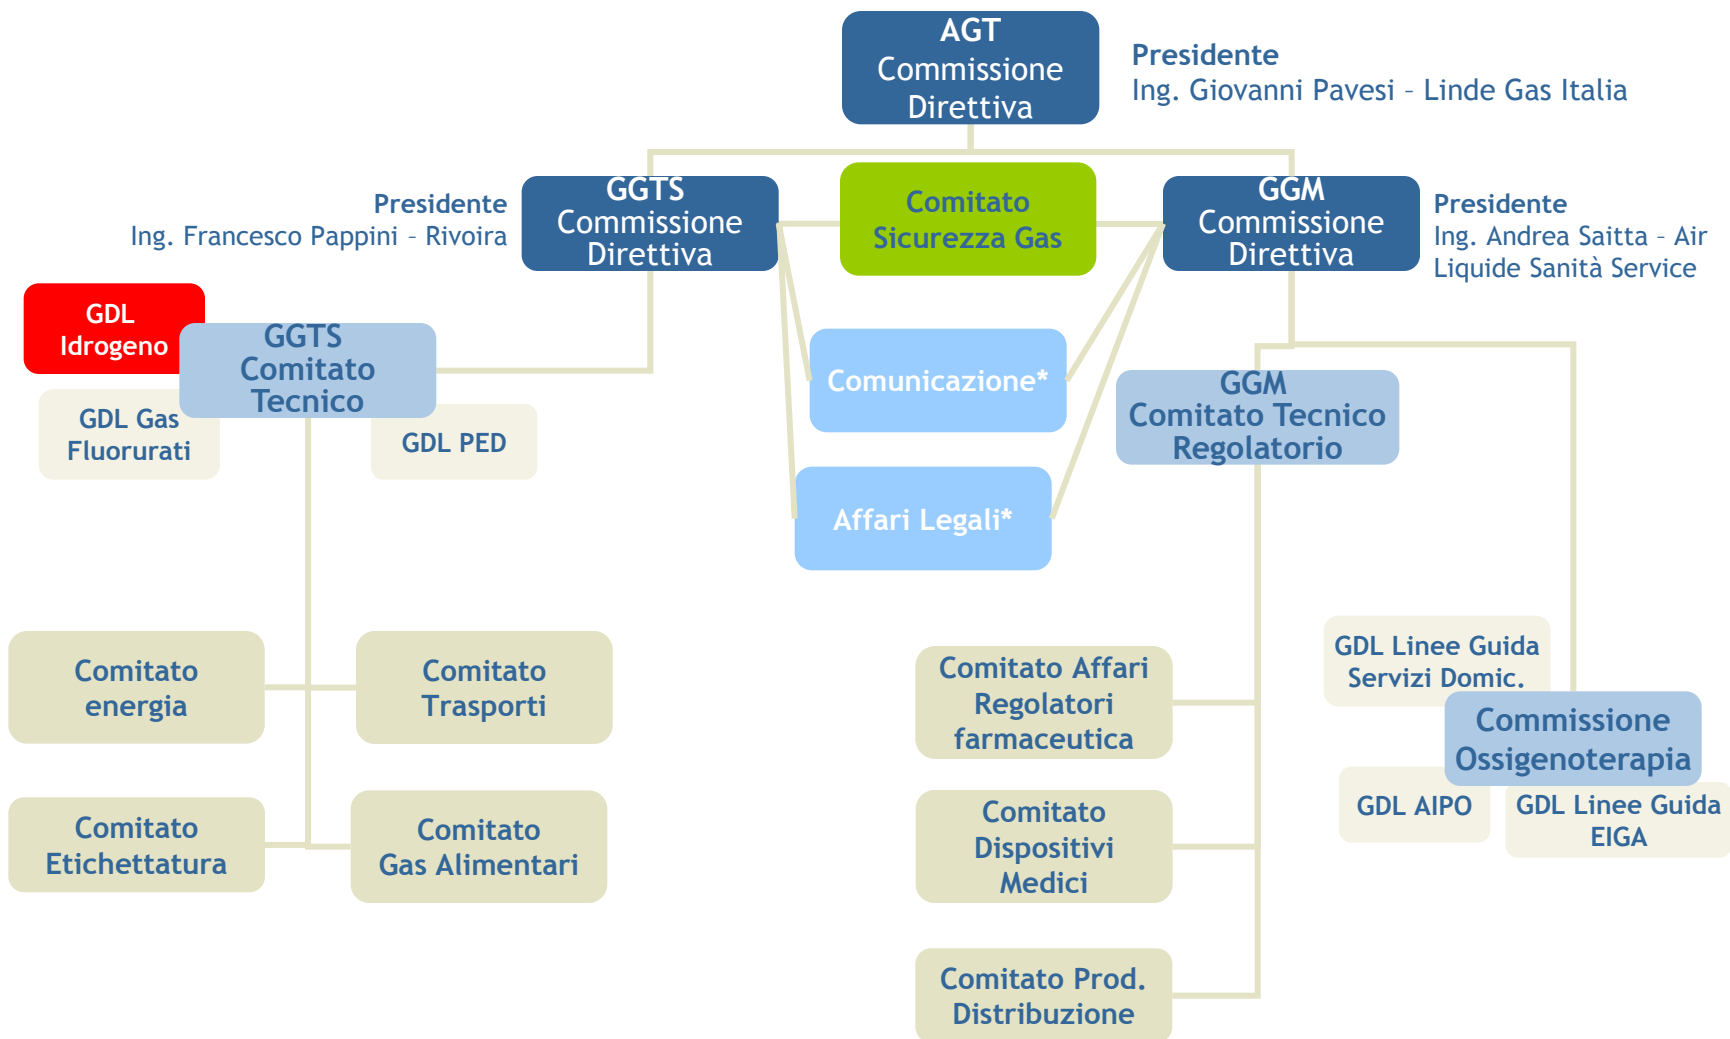 AGT
Commissione
Direttiva
Presidente
Ing. Giovanni Pavesi – Linde Gas Italia
Presidente
Ing. Francesco Pappini – Rivoira
GGTS
Commissione
Direttiva
Comitato
Sicurezza Gas
GGM
Commissione
Direttiva
Presidente
Ing. Andrea Saitta – Air
Liquide Sanità Service
GDL
Idrogeno
GGTS
Comitato
Tecnico
GDL Gas
Fluorurati
GDL PED
Comunicazione*
GGM
Comitato Tecnico
Regolatorio
Affari Legali*
Comitato
energia
Comitato
Trasporti
Comitato
Etichettatura
Comitato
Gas Alimentari
Comitato Affari
Regolatori
farmaceutica
Comitato
Dispositivi
Medici
Comitato Prod.
Distribuzione
GDL Linee Guida
Servizi Domic.
Commissione
Ossigenoterapia
GDL AIPO
GDL Linee Guida
EIGA